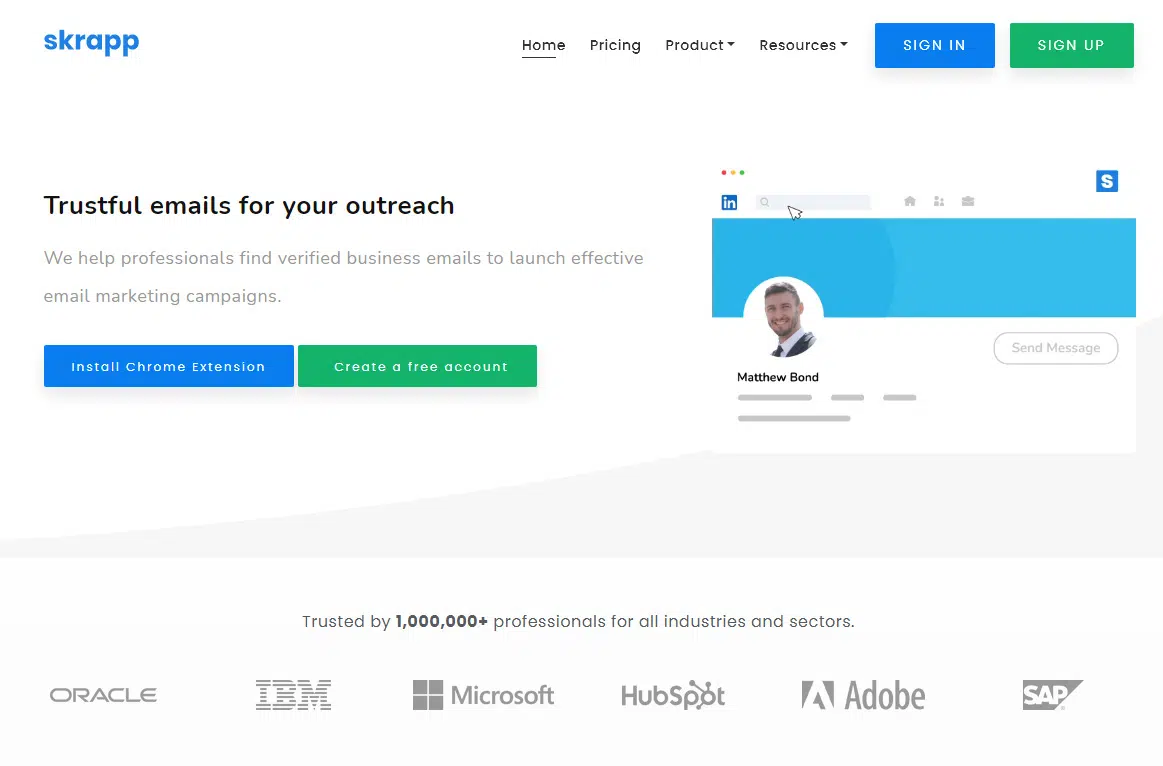 skrapp
Home Pricing Product Resources SIGN IN SIGN UP
S
in
Trustful emails for your outreach
We help professionals find verified business emails to launch effective
email marketing campaigns.
Install Chrome Extension Create a free account
Send Message
Matthew Bond
Trusted by 1,000,000+ professionals for all industries and sectors.
ORACLE IBM Microsoft HubSpot Adobe SAP